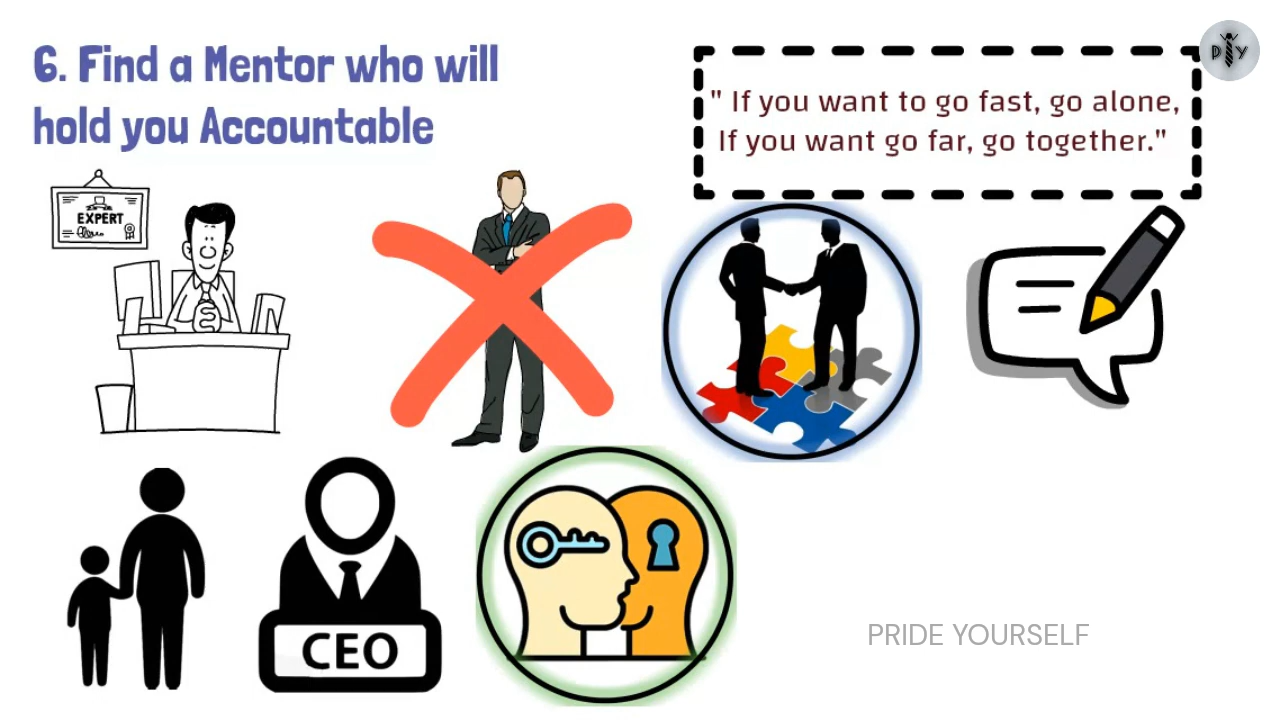 6. Find a Mentor who will
hold you Accountable
" If you want to go fast, go alone,
If you want go far, go together."
P Y
EXPERT
CEO
PRIDE YOURSELF